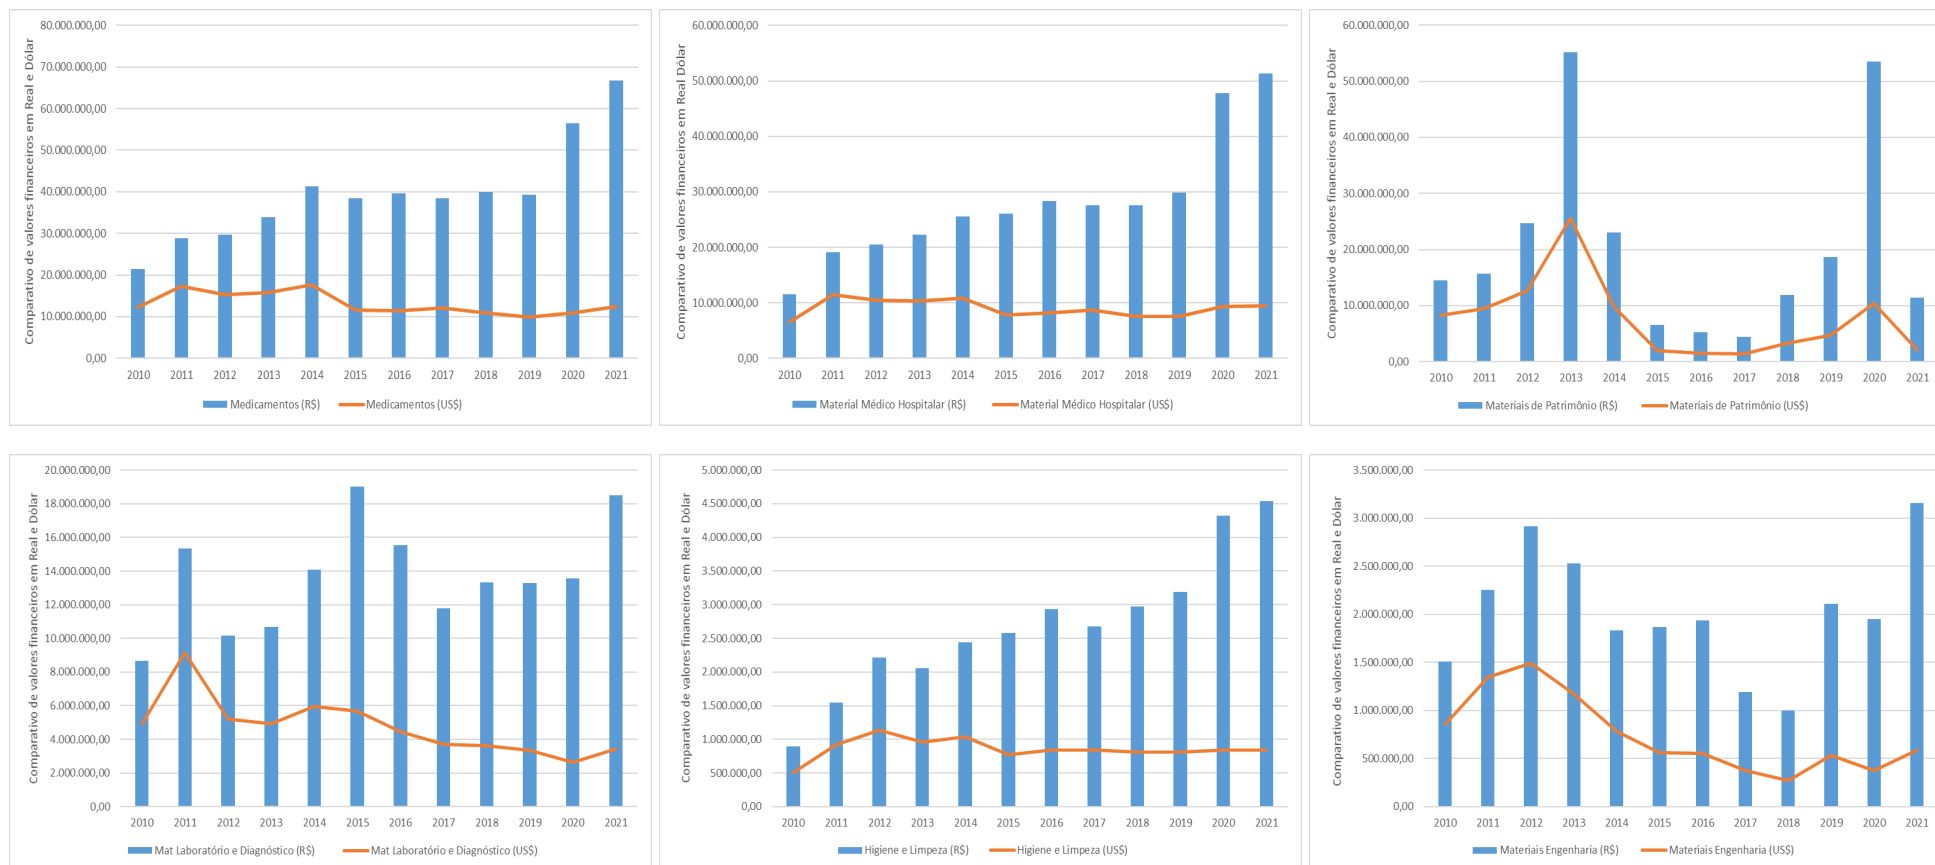 Comparativo de valores financeiros em Real e Dólar
80.000.000,00
70.000.000,00
60.000.000,00
50.000.000,00
40.000.000,00
30.000.000,00
20.000.000,00
10.000.000,00
0,00
2010 2011 2012 2013 2014 2015 2016 2017 2018 2019 2020 2021
Medicamentos (R$) Medicamentos (US$)
Comparativo de valores financeiros em Real Dólar
60.000.000,00
50.000.000,00
40.000.000,00
30.000.000,00
20.000.000,00
10.000.000,00
0,00
2010 2011 2012 2013 2014 2015 2016 2017 2018 2019 2020 2021
Material Médico Hospitalar (R$) Material Médico Hospitalar (US$)
Comparativo de valores financeiros em Real e Dólar
60.000.000,00
50.000.000,00
40.000.000,00
30.000.000,00
20.000.000,00
10.000.000,00
0,00
2010 2011 2012 2013 2014 2015 2016 2017 2018 2019 2020 2021
Materiais de Patrimônio (R$) Materiais de Patrimônio (US$)
Comparativo de valores financeiros em Real e Dólar
20.000.000,00
18.000.000,00
16.000.000,00
14.000.000,00
12.000.000,00
10.000.000,00
8.000.000,00
6.000.000,00
4.000.000,00
2.000.000,00
0,00
2010 2011 2012 2013 2014 2015 2016 2017 2018 2019 2020 2021
Mat Laboratório e Diagnóstico (R$) Mat Laboratório e Diagnóstico (US$)
Comparativo de valores financeiros em Real e Dólar
5.000.000,00
4.500.000,00
4.000.000,00
3.500.000,00
3.000.000,00
2.500.000,00
2.000.000,00
1.500.000,00
1.000.000,00
500.000,00
0,00
2010 2011 2012 2013 2014 2015 2016 2017 2018 2019 2020 2021
Higiene e Limpeza (R$) Higiene e Limpeza (US$)
Comparativo de valores financeiros em Real e Dólar
3.500.000,00
3.000.000,00
2.500.000,00
2.000.000,00
1.500.000,00
1.000.000,00
500.000,00
0,00
2010 2011 2012 2013 2014 2015 2016 2017 2018 2019 2020 2021
Materiais Engenharia (R$) Materiais Engenharia (US$)